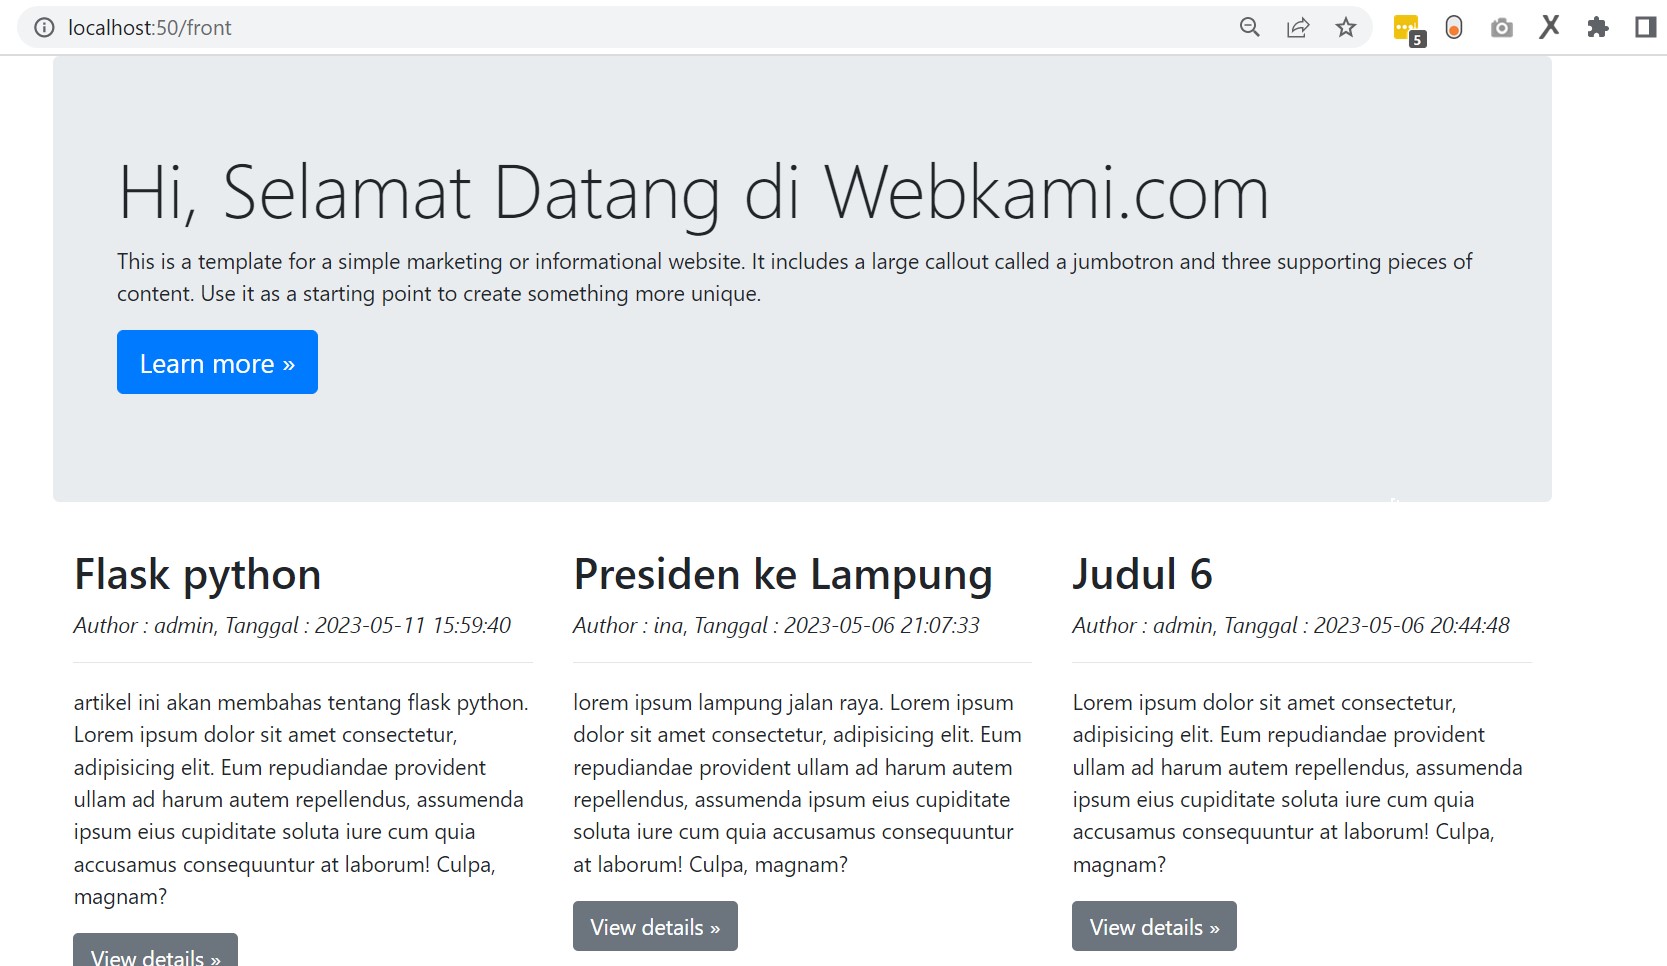 localhost:50/front
5
Hi, Selamat Datang di Webkami.com
This is a template for a simple marketing or informational website. It includes a large callout called a jumbotron and three supporting pieces of
content. Use it as a starting point to create something more unique.
Learn more »
Flask python
Author : admin, Tanggal : 2023-05-11 15:59:40
artikel ini akan membahas tentang flask python.
Lorem ipsum dolor sit amet consectetur,
adipisicing elit. Eum repudiandae provident
ullam ad harum autem repellendus, assumenda
ipsum eius cupiditate soluta iure cum quia
accusamus consequuntur at laborum! Culpa,
magnam?
View details »
Presiden ke Lampung
Author : ina, Tanggal : 2023-05-06 21:07:33
lorem ipsum lampung jalan raya. Lorem ipsum
dolor sit amet consectetur, adipisicing elit. Eum
repudiandae provident ullam ad harum autem
repellendus, assumenda ipsum eius cupiditate
soluta iure cum quia accusamus consequuntur
at laborum! Culpa, magnam?
View details »
Judul 6
Author : admin, Tanggal : 2023-05-06 20:44:48
Lorem ipsum dolor sit amet consectetur,
adipisicing elit. Eum repudiandae provident
ullam ad harum autem repellendus, assumenda
ipsum eius cupiditate soluta iure cum quia
accusamus consequuntur at laborum! Culpa,
magnam?
View details »